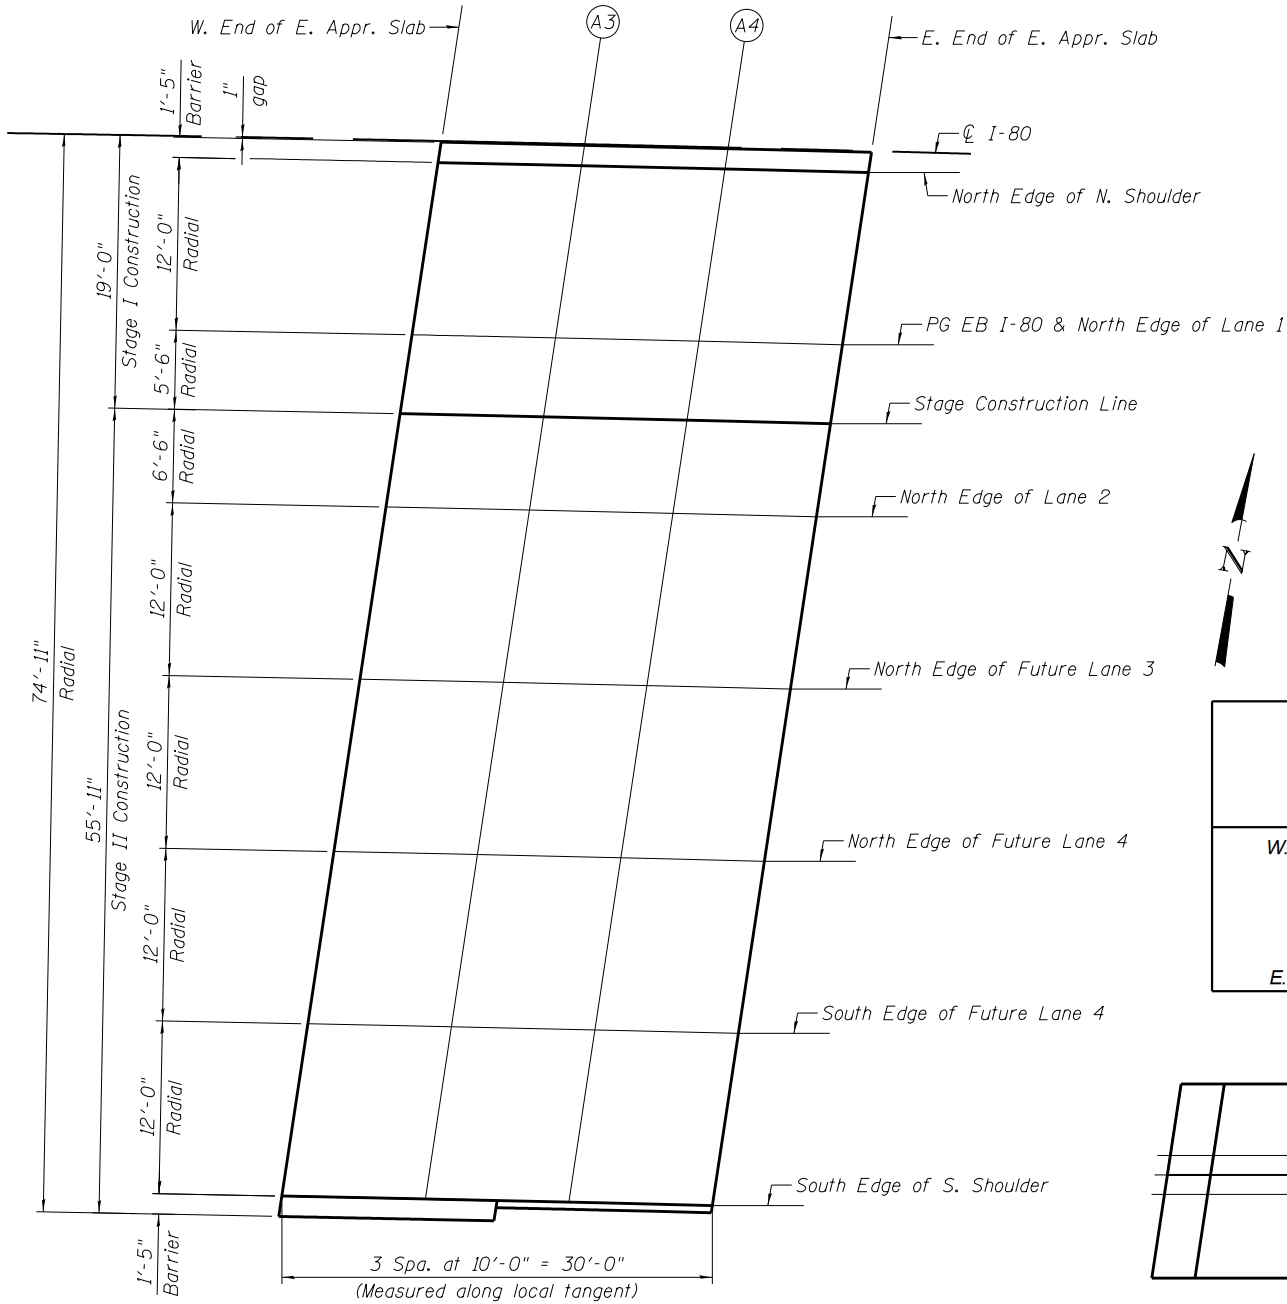 W. End of E. Appr. Slab
A3
A4
E. End of E. Appr. Slab
1'-5"
Barrier
1"
gap
℄ I-80
North Edge of N. Shoulder
19'-0"
Stage I Construction
12'-0"
Radial
PG EB I-80 & North Edge of Lane 1
5'-6"
Radial
Stage Construction Line
6'-6"
Radial
North Edge of Lane 2
N
12'-0"
Radial
74'-11"
Radial
North Edge of Future Lane 3
12'-0"
Radial
55'-11"
Stage II Construction
North Edge of Future Lane 4
W.
12'-0"
Radial
E.
South Edge of Future Lane 4
12'-0"
Radial
South Edge of S. Shoulder
1'-5"
Barrier
3 Spa. at 10'-0" = 30'-0"
(Measured along local tangent)